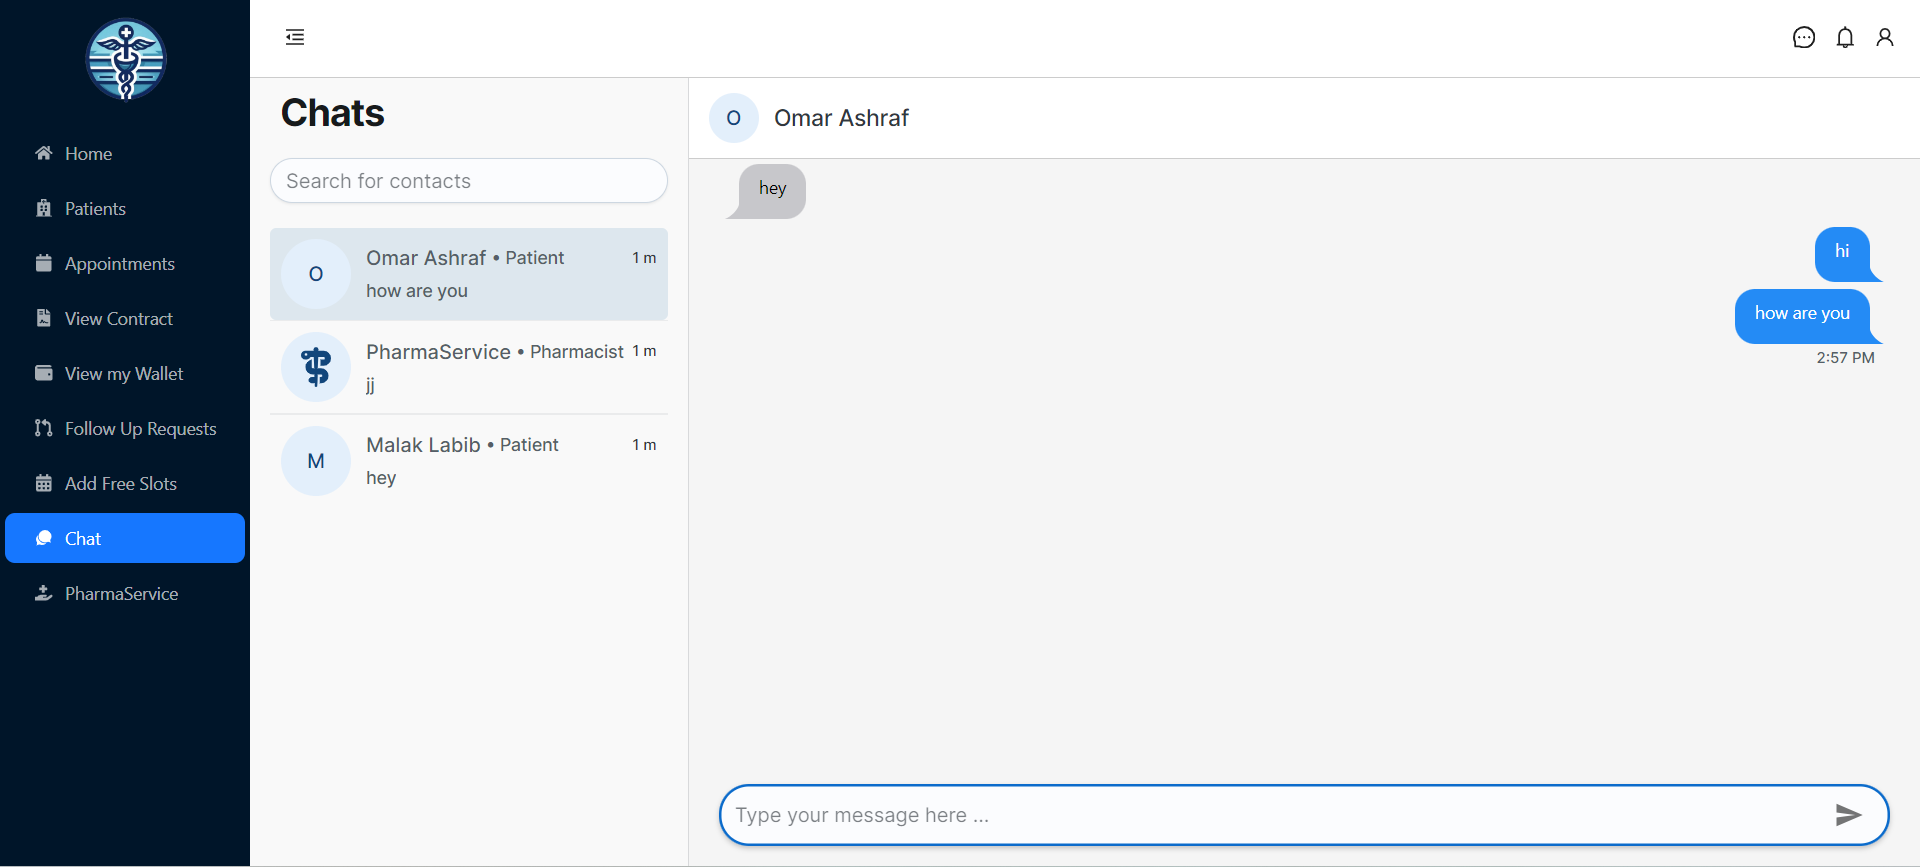 Home
Patients
Appointments
View Contract
View my Wallet
Follow Up Requests
Add Free Slots
Chat
PharmaService
Chats
Search for contacts
O
Omar Ashraf • Patient
1 m
how are you
PharmaService • Pharmacist
1 m
jj
M
Malak Labib • Patient
1 m
hey
O
Omar Ashraf
hey
hi
how are you
2:57 PM
Type your message here ...